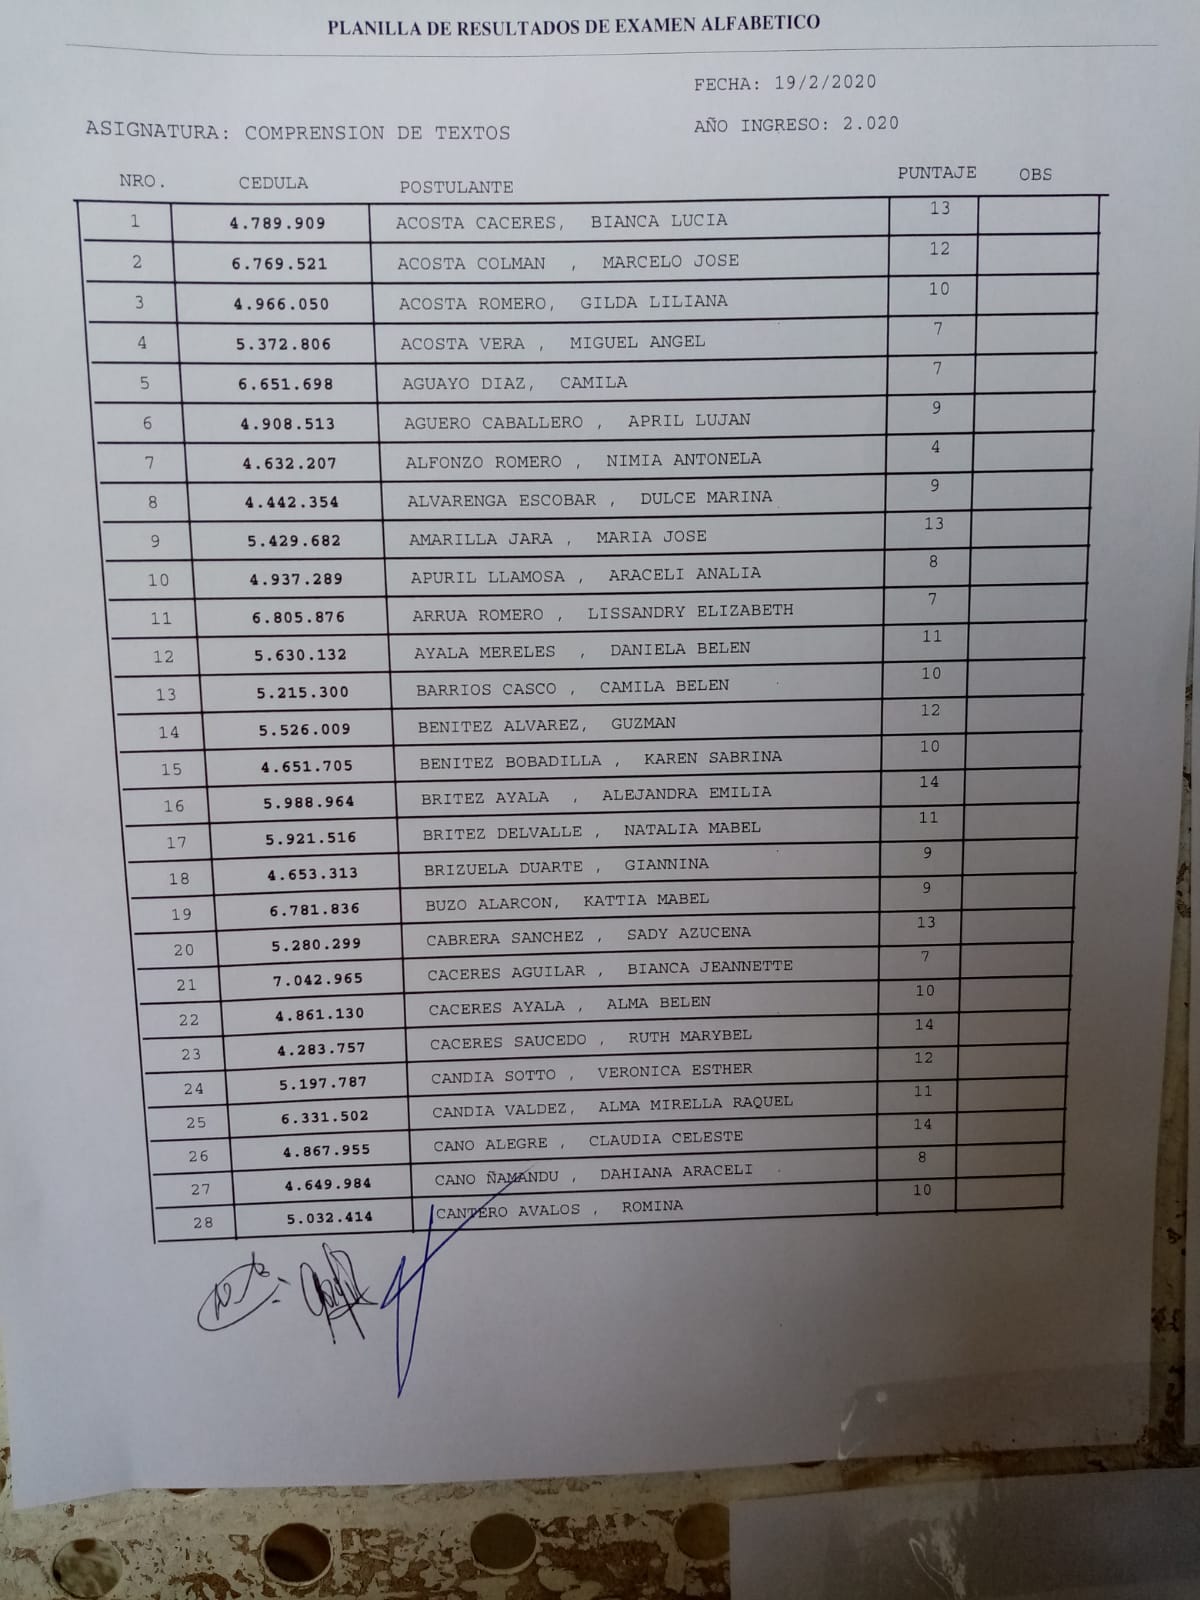 PLANILLA DE RESULTADOS DE EXAMEN ALFABETICO
FECHA: 19/2/2020
ASIGNATURA: COMPRENSION DE TEXTOS
AÑO INGRESO: 2.020
NRO. CEDULA POSTULANTE PUNTAJE OBS
1 4.789.909 ACOSTA CACERES, BIANCA LUCIA 13
2 6.769.521 ACOSTA COLMAN , MARCELO JOSE 12
3 4.966.050 ACOSTA ROMERO, GILDA LILIANA 10
4 5.372.806 ACOSTA VERA , MIGUEL ANGEL 7
5 6.651.698 AGUAYO DIAZ, CAMILA 7
6 4.908.513 AGUERO CABALLERO , APRIL LUJAN 9
7 4.632.207 ALFONZO ROMERO , NIMIA ANTONELA 4
8 4.442.354 ALVARENGA ESCOBAR , DULCE MARINA 9
9 5.429.682 AMARILLA JARA , MARIA JOSE 13
10 4.937.289 APURIL LLAMOSA , ARACELI ANALIA 8
11 6.805.876 ARRUA ROMERO , LISSANDRY ELIZABETH 7
12 5.630.132 AYALA MERELES , DANIELA BELEN 11
13 5.215.300 BARRIOS CASCO , CAMILA BELEN 10
14 5.526.009 BENITEZ ALVAREZ, GUZMAN 12
15 4.651.705 BENITEZ BOBADILLA , KAREN SABRINA 10
16 5.988.964 BRITEZ AYALA , ALEJANDRA EMILIA 14
17 5.921.516 BRITEZ DELVALLE , NATALIA MABEL 11
18 4.653.313 BRIZUELA DUARTE , GIANNINA 9
19 6.781.836 BUZO ALARCON, KATTIA MABEL 9
20 5.280.299 CABRERA SANCHEZ , SADY AZUCENA 13
21 7.042.965 CACERES AGUILAR , BIANCA JEANNETTE 7
22 4.861.130 CACERES AYALA , ALMA BELEN 10
23 4.283.757 CACERES SAUCEDO , RUTH MARYBEL 14
24 5.197.787 CANDIA SOTTO , VERONICA ESTHER 12
25 6.331.502 CANDIA VALDEZ, ALMA MIRELLA RAQUEL 11
26 4.867.955 CANO ALEGRE , CLAUDIA CELESTE 14
27 4.649.984 CANO ÑAMANDU , DAHIANA ARACELI 8
28 5.032.414 CANTERO AVALOS , ROMINA 10